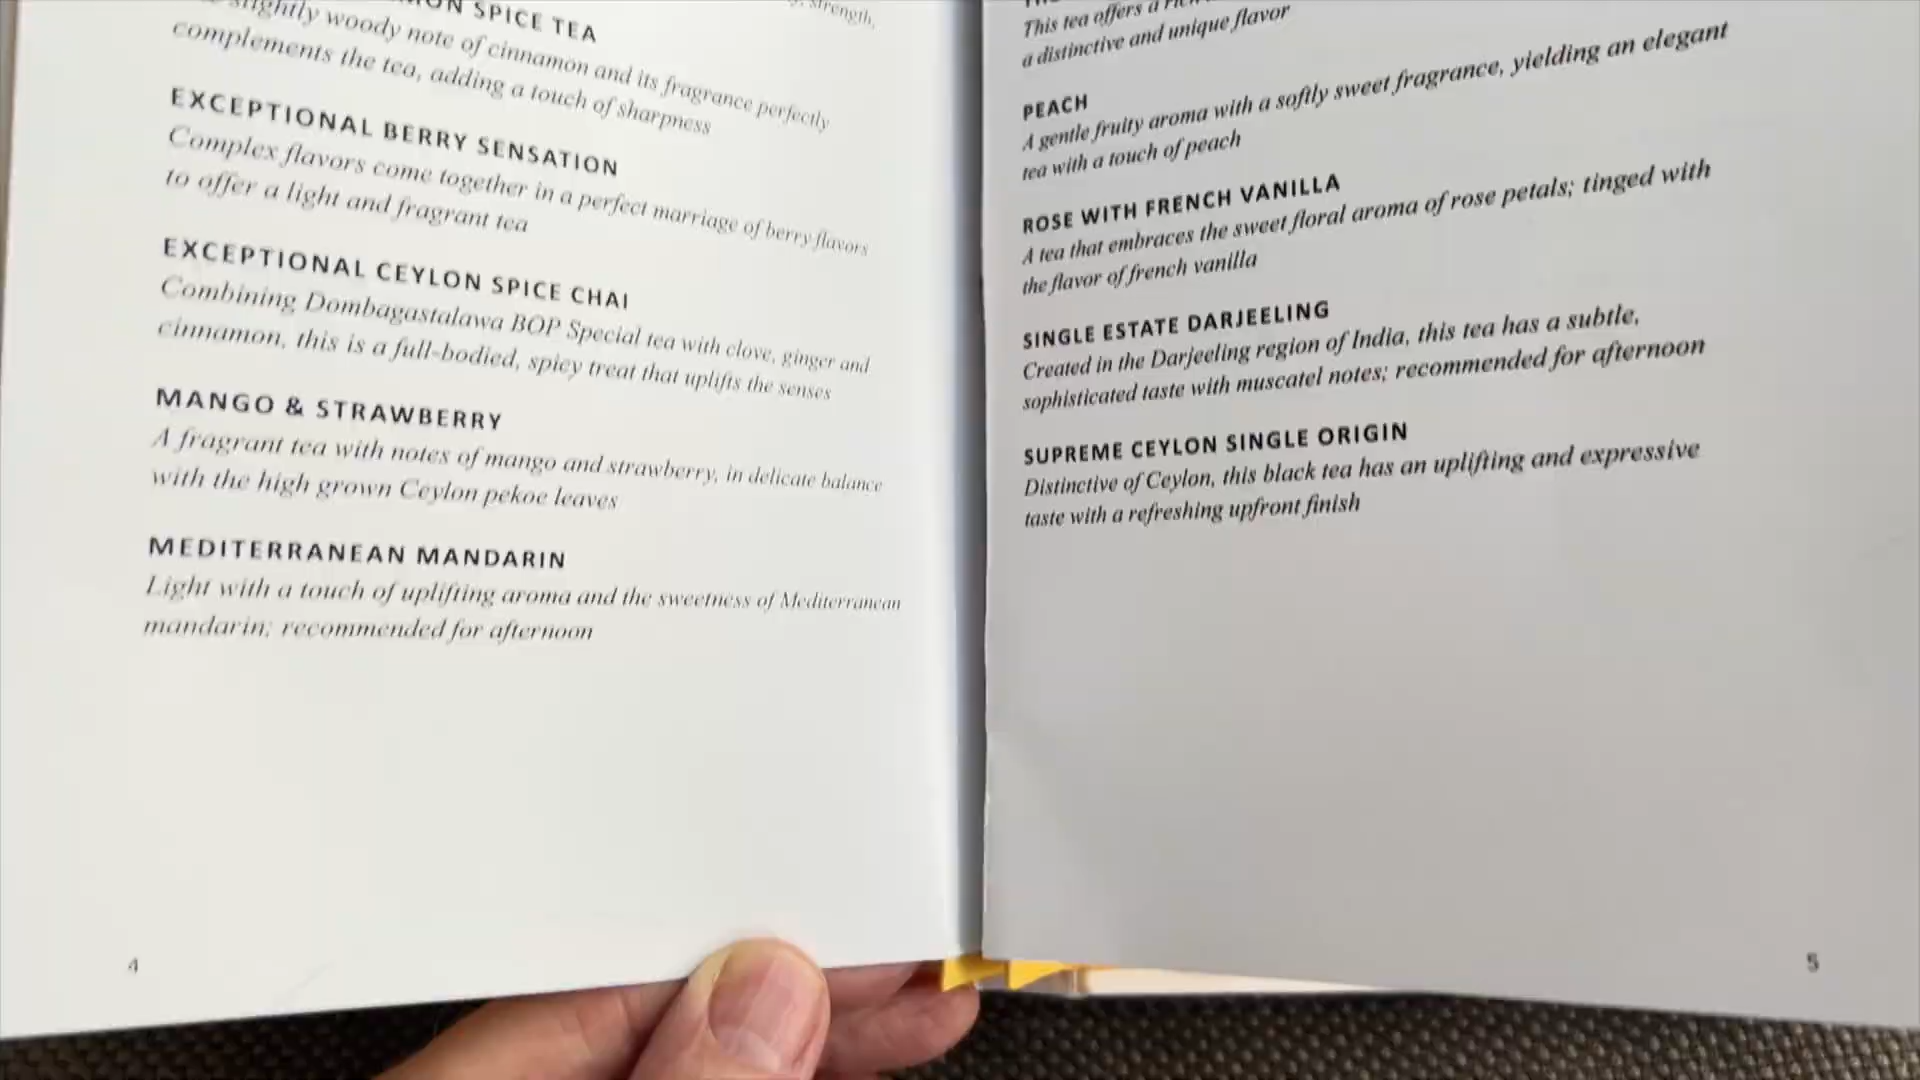 strength,
SPICE TEA
slightly woody note of cinnamon and its fragrance perfectly
complements the tea, adding a touch of sharpness
EXCEPTIONAL BERRY SENSATION
Complex flavors come together in a perfect marriage of berry flavors
to offer a light and fragrant tea
EXCEPTIONAL CEYLON SPICE CHAI
Combining Dombagastalawa BOP Special tea with clove, ginger and
cinnamon, this is a full-bodied, spicy treat that uplifts the senses
MANGO & STRAWBERRY
A fragrant tea with notes of mango and strawberry, in delicate balance
with the high grown Ceylon pekoe leaves
MEDITERRANEAN MANDARIN
Light with a touch of uplifting aroma and the sweetness of Mediterranean
mandarin; recommended for afternoon
4
This tea offers a
a distinctive and unique flavor
PEACH
A gentle fruity aroma with a softly sweet fragrance, yielding an elegant
tea with a touch of peach
ROSE WITH FRENCH VANILLA
A tea that embraces the sweet floral aroma of rose petals; tinged with
the flavor of french vanilla
SINGLE ESTATE DARJEELING
Created in the Darjeeling region of India, this tea has a subtle,
sophisticated taste with muscatel notes; recommended for afternoon
SUPREME CEYLON SINGLE ORIGIN
Distinctive of Ceylon, this black tea has an uplifting and expressive
taste with a refreshing upfront finish
5